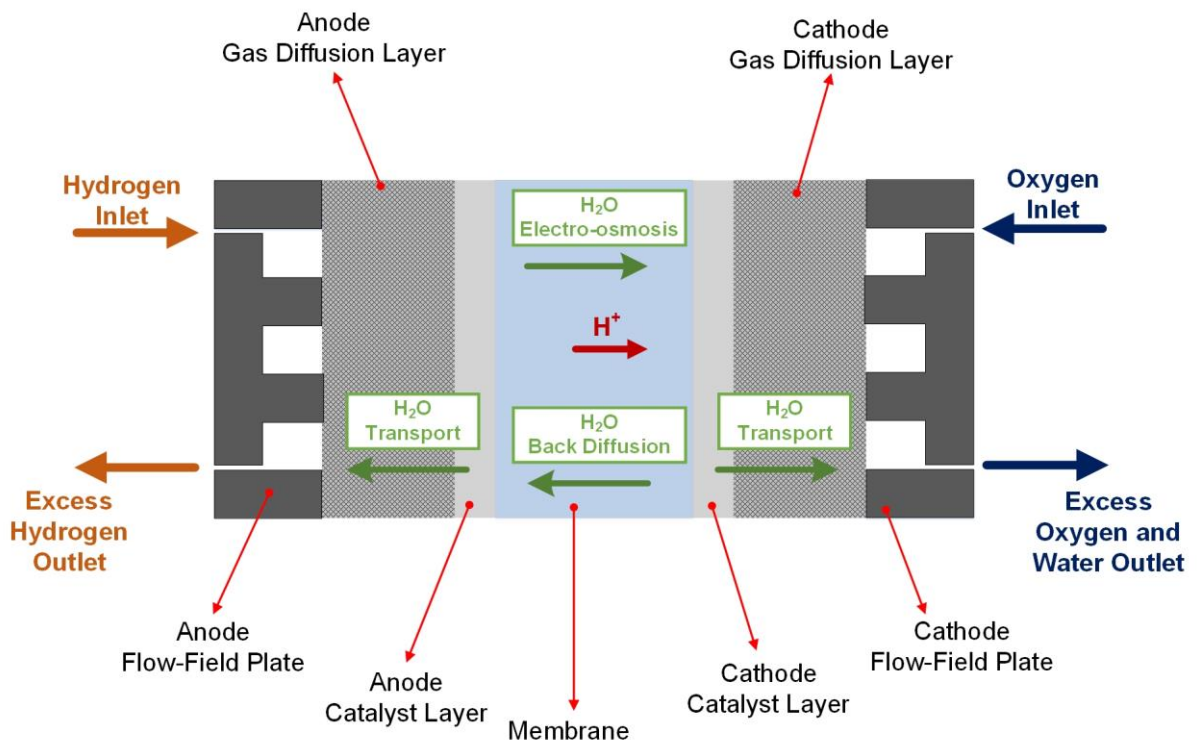 Anode
Gas Diffusion Layer
Cathode
Gas Diffusion Layer
Hydrogen
Inlet
H₂O
Electro-osmosis
Oxygen
Inlet
H⁺
H₂O
Transport
H₂O
Back Diffusion
H₂O
Transport
Excess
Hydrogen
Outlet
Excess
Oxygen and
Water Outlet
Anode
Flow-Field Plate
Anode
Catalyst Layer
Membrane
Cathode
Catalyst Layer
Cathode
Flow-Field Plate